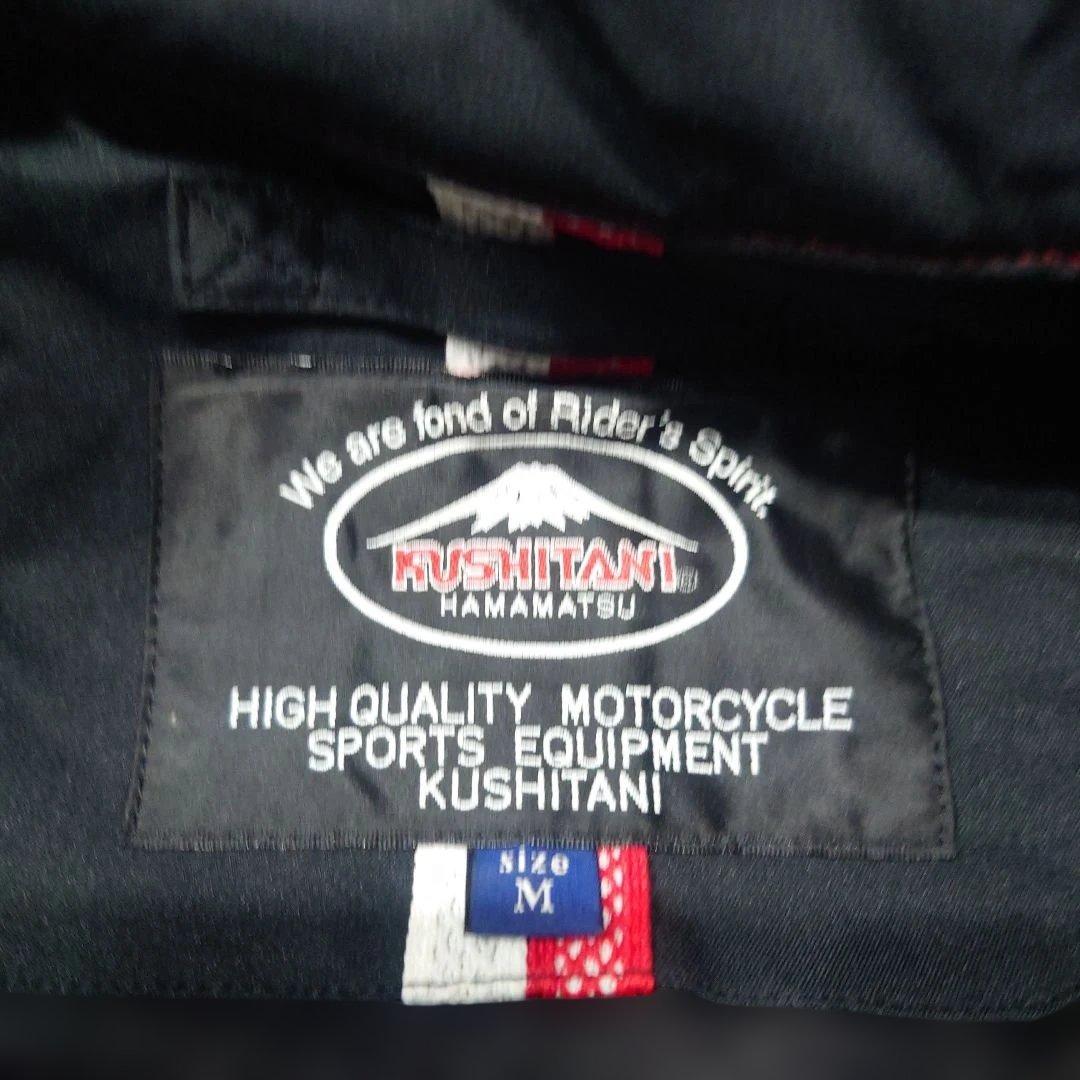 We are fond of Rider's Spirit.
KUSHITANI®
HAMAMATSU
HIGH QUALITY MOTORCYCLE
SPORTS EQUIPMENT
KUSHITANI
size
M